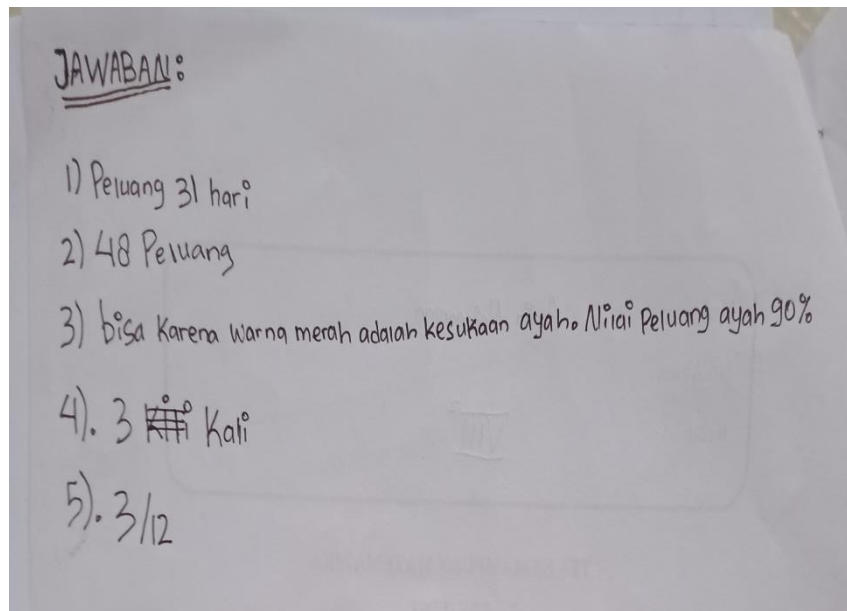 JAWABAN:
1) Peluang 31 hari
2) 48 Peluang
3) bisa karena warna merah adalah kesukaan ayah. Nilai Peluang ayah 90%
4). 3 Kali
5). 3/12